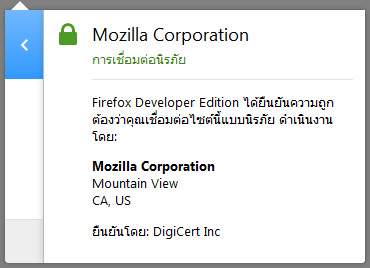 Mozilla Corporation
การเชื่อมต่อนิรภัย
Firefox Developer Edition ได้ยืนยันความถูก
ต้องว่าคุณเชื่อมต่อไซต์นี้แบบนิรภัย ดำเนินงาน
โดย:
Mozilla Corporation
Mountain View
CA, US
ยืนยันโดย: DigiCert Inc